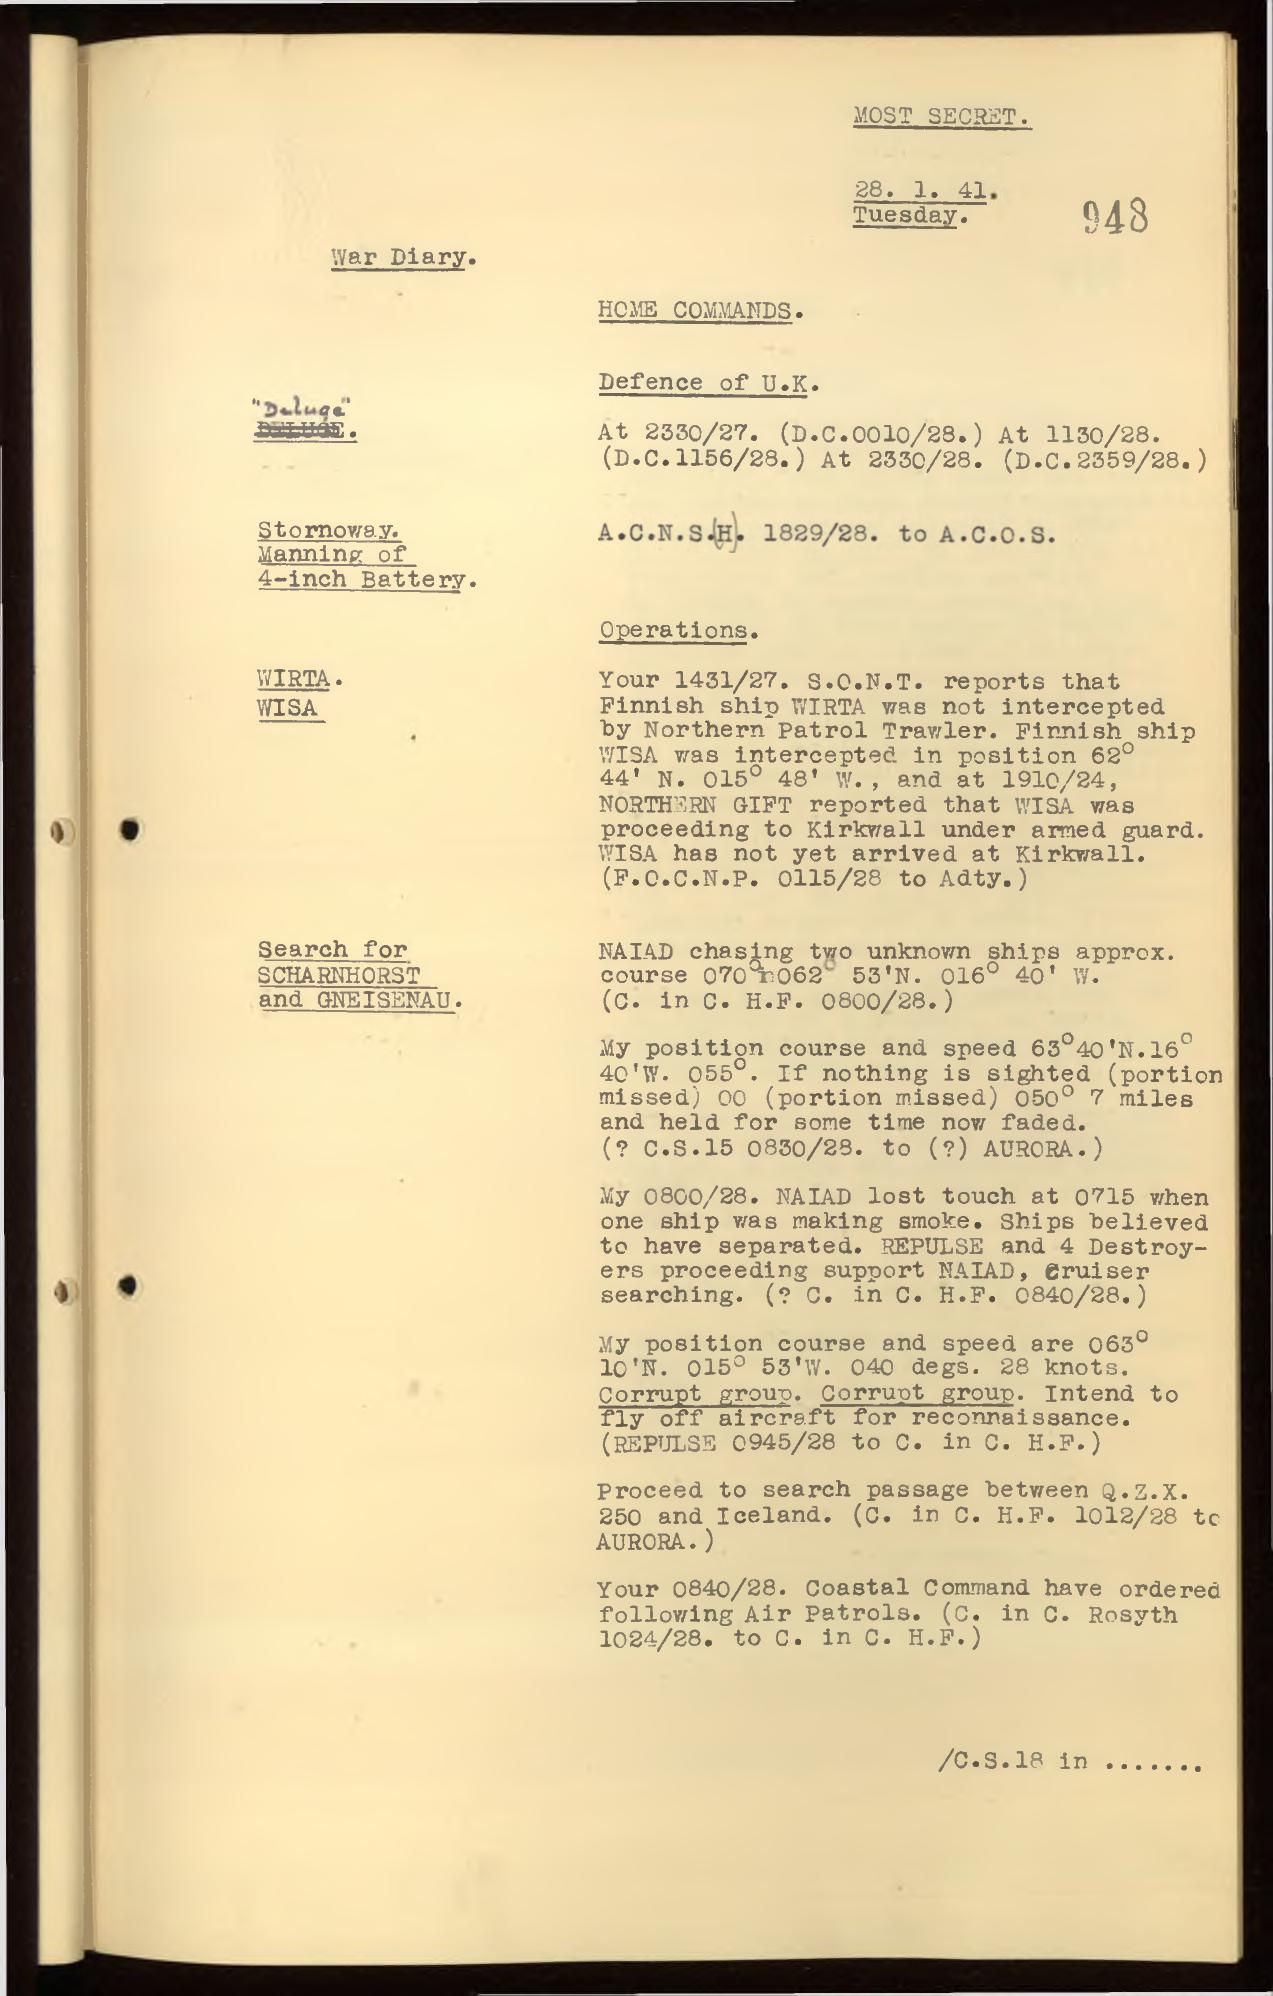 MOST SECRET.
28. 1. 41.
Tuesday.
948
War Diary.
HOME COMMANDS.
Defence of U.K.
"Deluge"
DELUGE.
At 2330/27. (D.C.0010/28.) At 1130/28.
(D.C.1156/28.) At 2330/28. (D.C.2359/28.)
Stornoway.
Manning of
4-inch Battery.
A.C.N.S.(H). 1829/28. to A.C.O.S.
Operations.
WIRTA.
WISA
Your 1431/27. S.O.N.T. reports that
Finnish ship WIRTA was not intercepted
by Northern Patrol Trawler. Finnish ship
WISA was intercepted in position 62°
44' N. 015° 48' W., and at 1910/24,
NORTHERN GIFT reported that WISA was
proceeding to Kirkwall under armed guard.
WISA has not yet arrived at Kirkwall.
(F.O.C.N.P. 0115/28 to Adty.)
Search for
SCHARNHORST
and GNEISENAU.
NAIAD chasing two unknown ships approx.
course 070° 062° 53'N. 016° 40' W.
(C. in C. H.F. 0800/28.)
My position course and speed 63°40'N.16°
40'W. 055°. If nothing is sighted (portion
missed) 00 (portion missed) 050° 7 miles
and held for some time now faded.
(? C.S.15 0830/28. to (?) AURORA.)
My 0800/28. NAIAD lost touch at 0715 when
one ship was making smoke. Ships believed
to have separated. REPULSE and 4 Destroy-
ers proceeding support NAIAD, Cruiser
searching. (? C. in C. H.F. 0840/28.)
My position course and speed are 063°
10'N. 015° 53'W. 040 degs. 28 knots.
Corrupt group. Corrupt group. Intend to
fly off aircraft for reconnaissance.
(REPULSE 0945/28 to C. in C. H.F.)
Proceed to search passage between Q.Z.X.
250 and Iceland. (C. in C. H.F. 1012/28 to
AURORA.)
Your 0840/28. Coastal Command have ordered
following Air Patrols. (C. in C. Rosyth
1024/28. to C. in C. H.F.)
/C.S.18 in .......